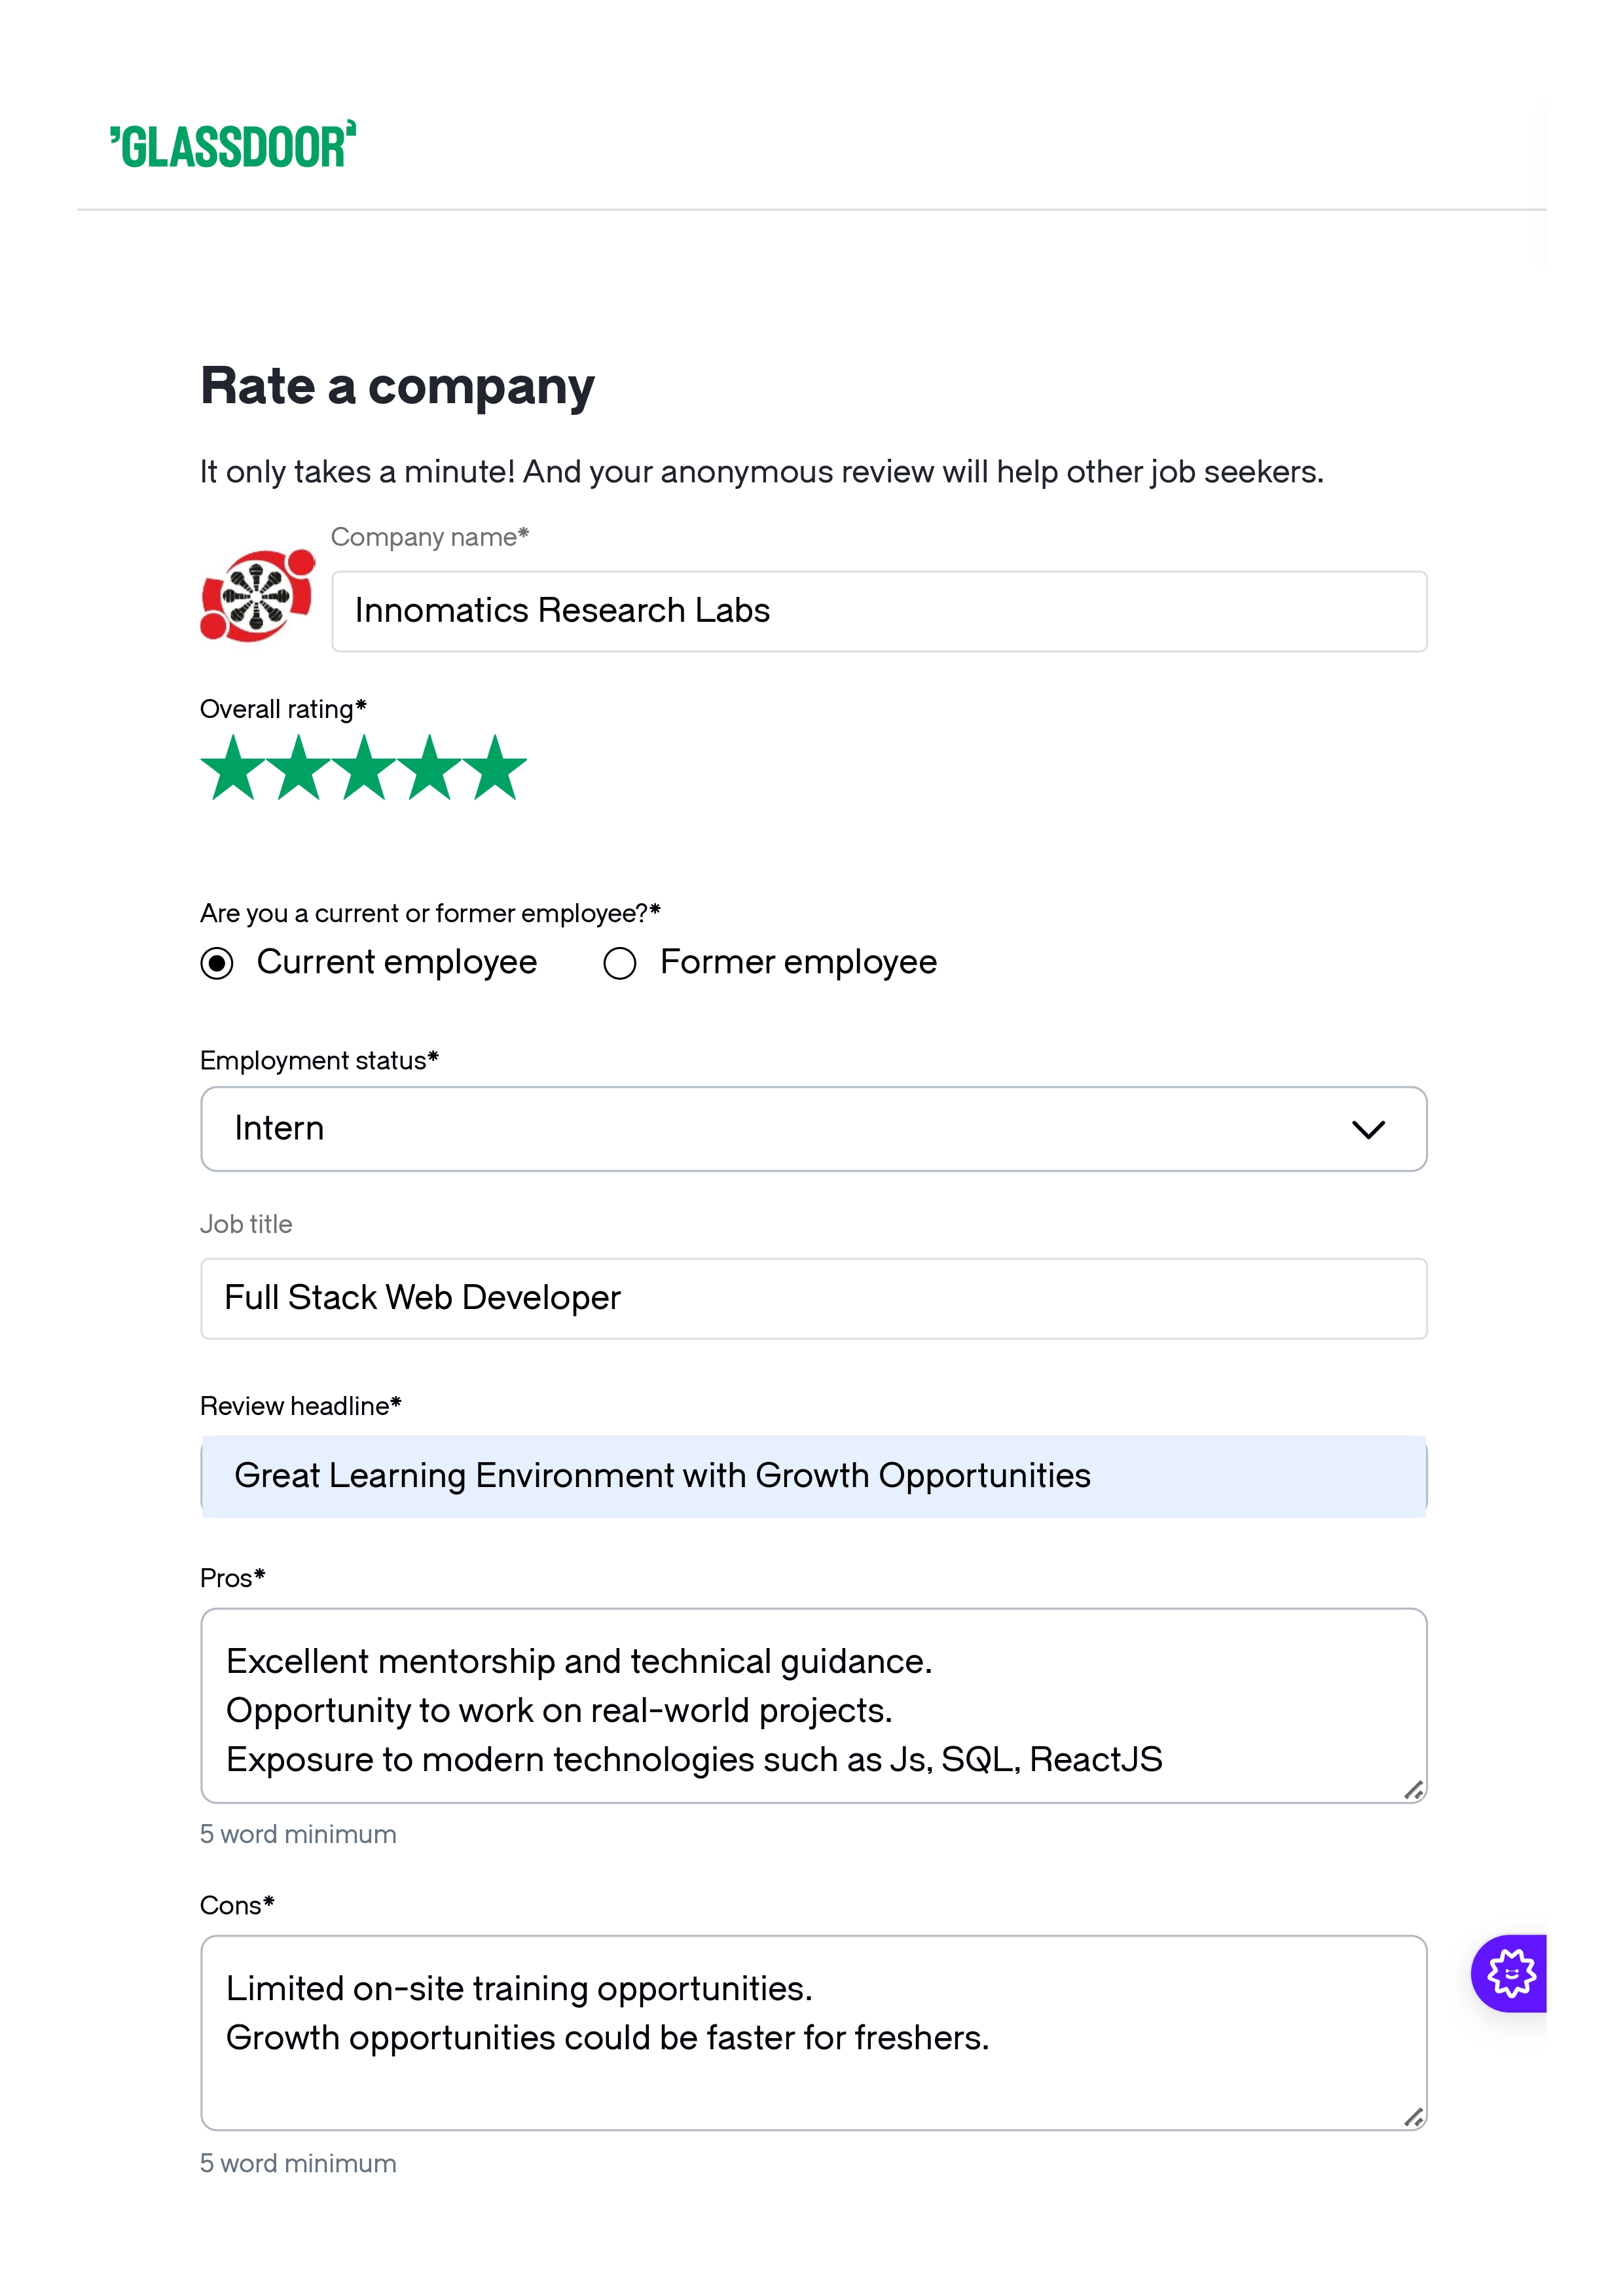 GLASSDOOR
Rate a company
It only takes a minute! And your anonymous review will help other job seekers.
Company name*
Innomatics Research Labs
Overall rating*
Are you a current or former employee?*
Current employee Former employee
Employment status*
Intern
Job title
Full Stack Web Developer
Review headline*
Great Learning Environment with Growth Opportunities
Pros*
Excellent mentorship and technical guidance.
Opportunity to work on real-world projects.
Exposure to modern technologies such as Js, SQL, ReactJS
5 word minimum
Cons*
Limited on-site training opportunities.
Growth opportunities could be faster for freshers.
5 word minimum